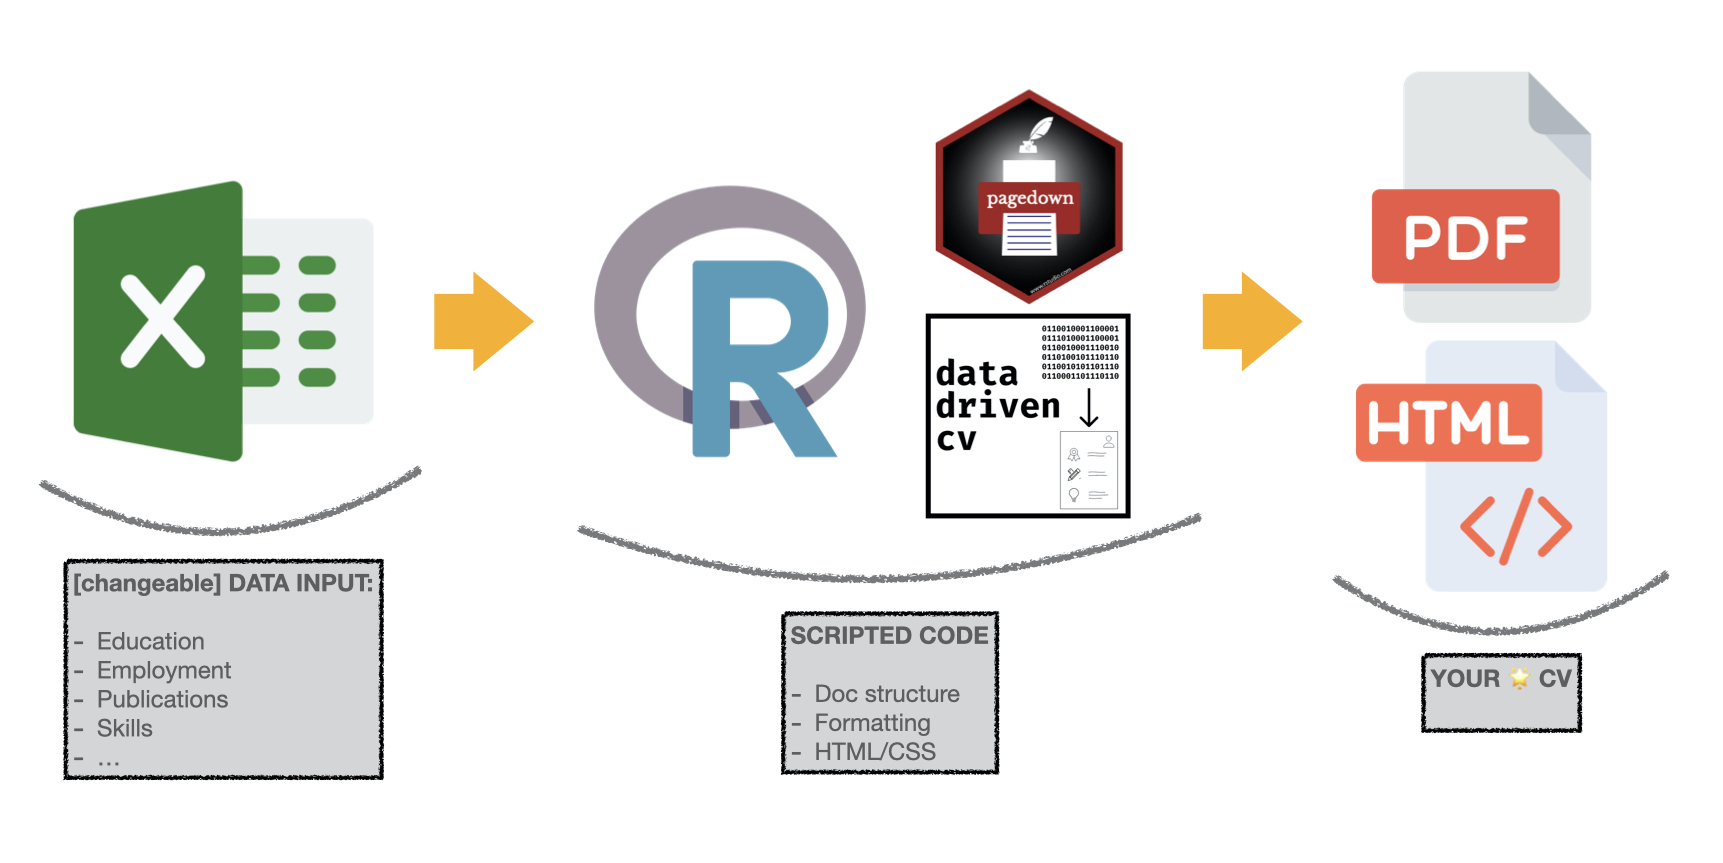 X
[changeable] DATA INPUT:
- Education
- Employment
- Publications
- Skills
- ...
R
pagedown
www.rstudio.com
data
driven
cv
0110010001100001
0111010001100001
0110010001110010
0110100101110110
0110010101101110
0110001101110110
SCRIPTED CODE
- Doc structure
- Formatting
- HTML/CSS
PDF
HTML
</>
YOUR 🌟 CV